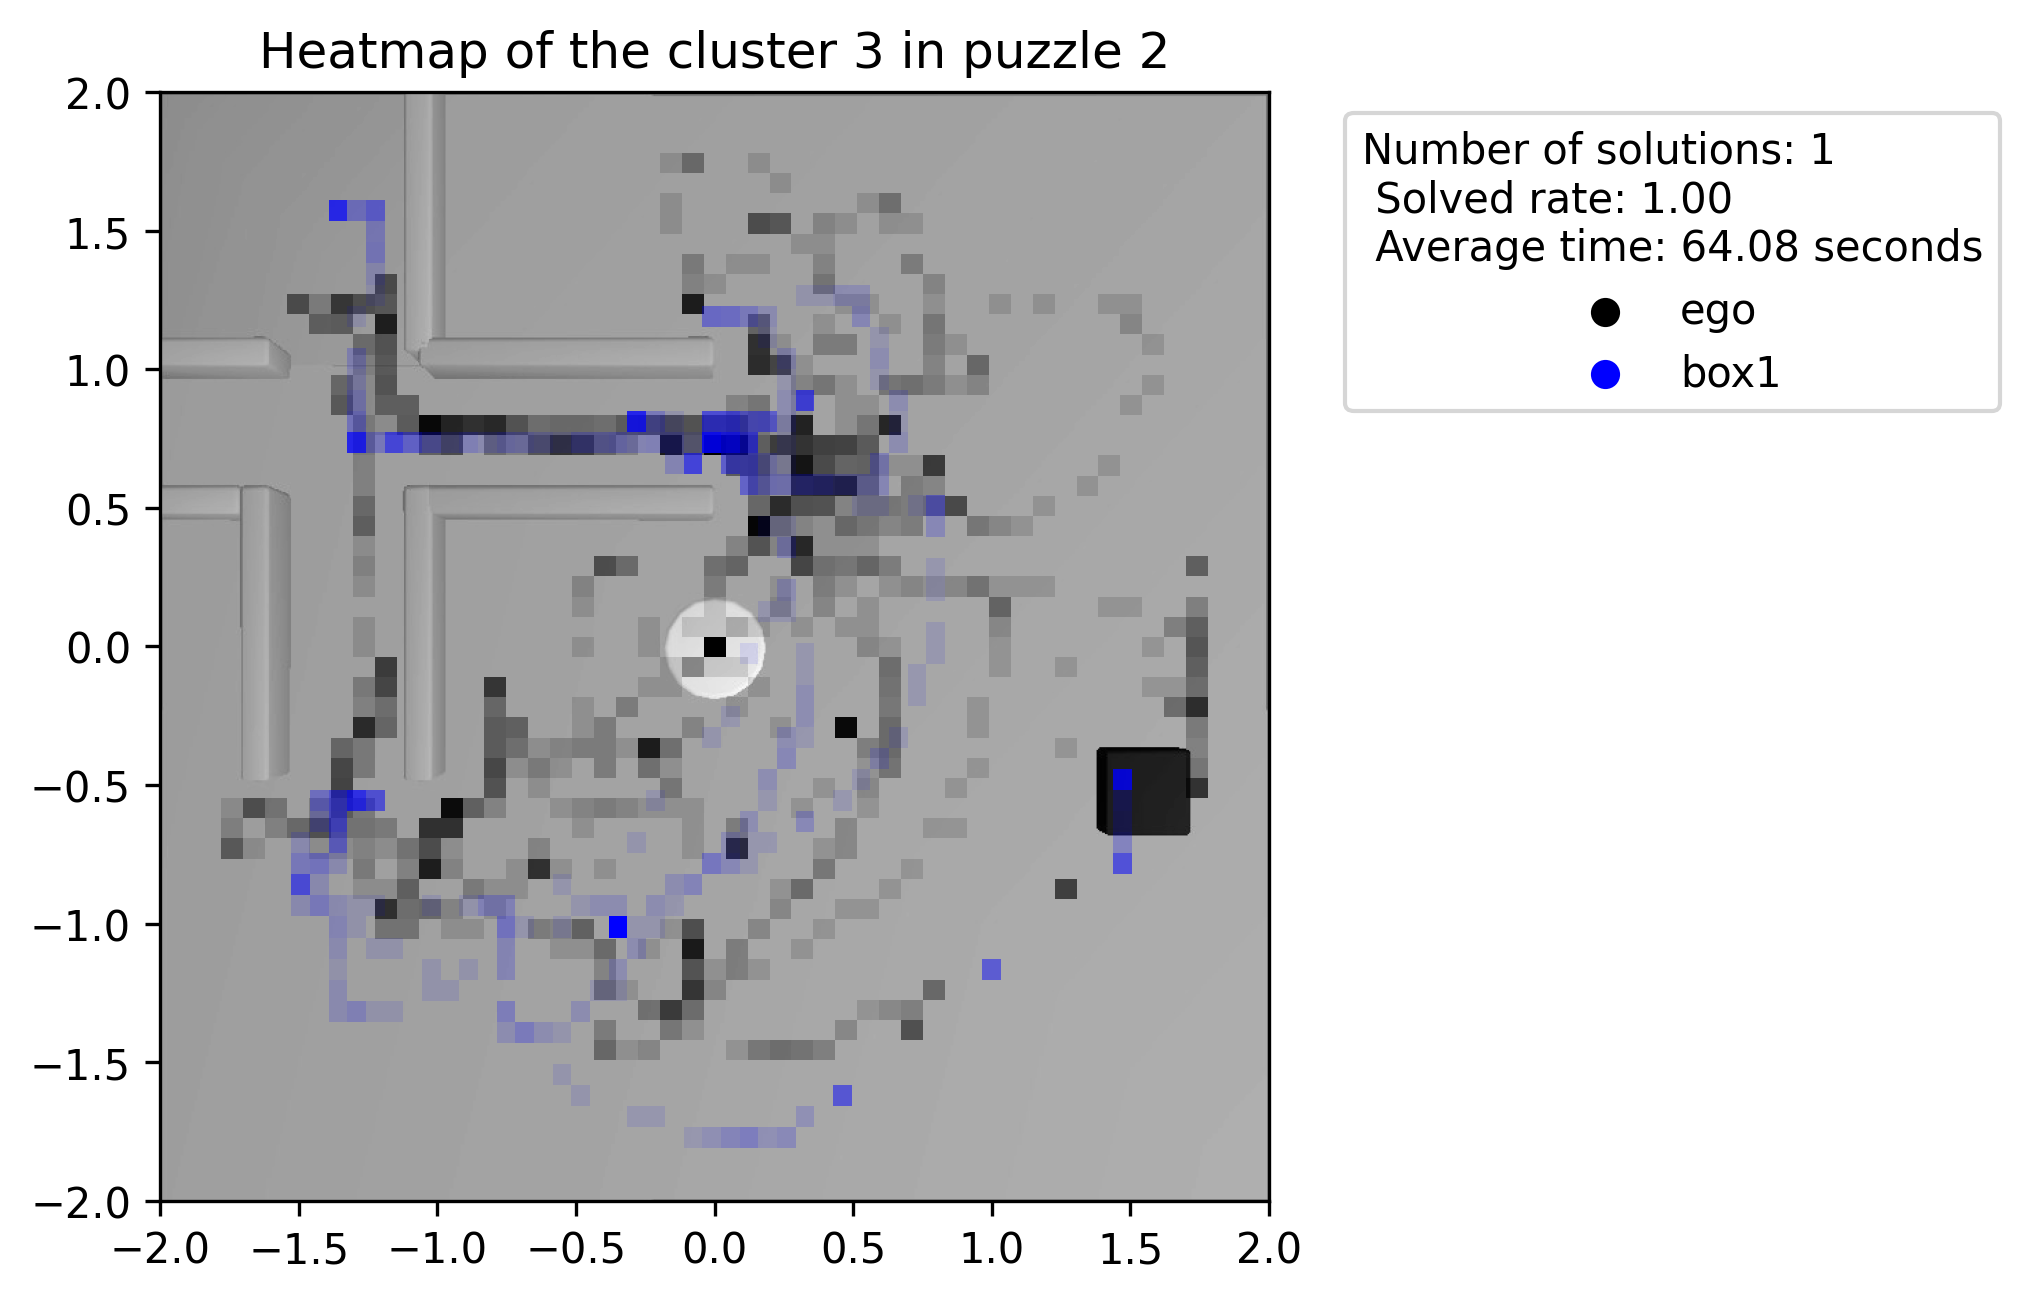 Heatmap of the cluster 3 in puzzle 2
2.0
1.5
1.0
0.5
0.0
−0.5
−1.0
−1.5
−2.0
−2.0 −1.5 −1.0 −0.5 0.0 0.5 1.0 1.5 2.0
Number of solutions: 1
Solved rate: 1.00
Average time: 64.08 seconds
ego
box1